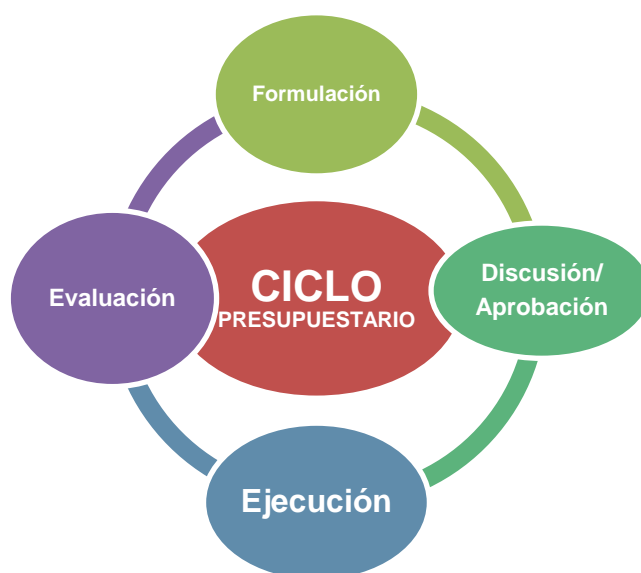 Formulación
Discusión/
Aprobación
CICLO
PRESUPUESTARIO
Evaluación
Ejecución